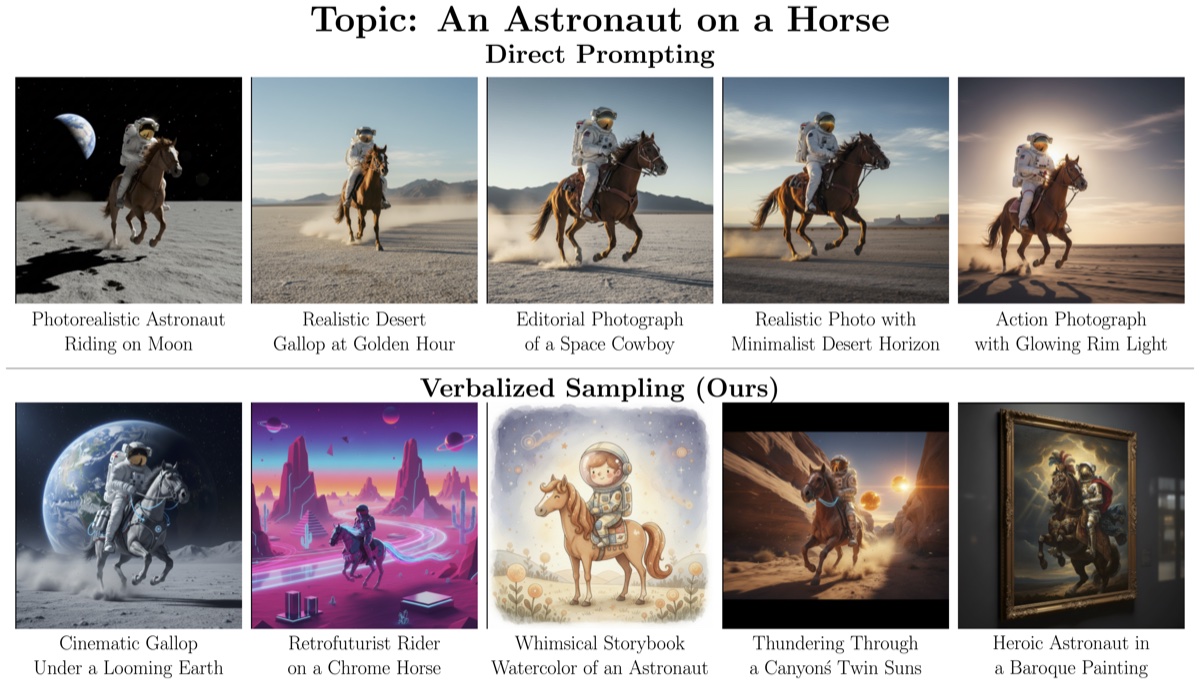 Topic: An Astronaut on a Horse
Direct Prompting
Photorealistic Astronaut
Riding on Moon
Realistic Desert
Gallop at Golden Hour
Editorial Photograph
of a Space Cowboy
Realistic Photo with
Minimalist Desert Horizon
Action Photograph
with Glowing Rim Light
Verbalized Sampling (Ours)
Cinematic Gallop
Under a Looming Earth
Retrofuturist Rider
on a Chrome Horse
Whimsical Storybook
Watercolor of an Astronaut
Thundering Through
a Canyonś Twin Suns
Heroic Astronaut in
a Baroque Painting